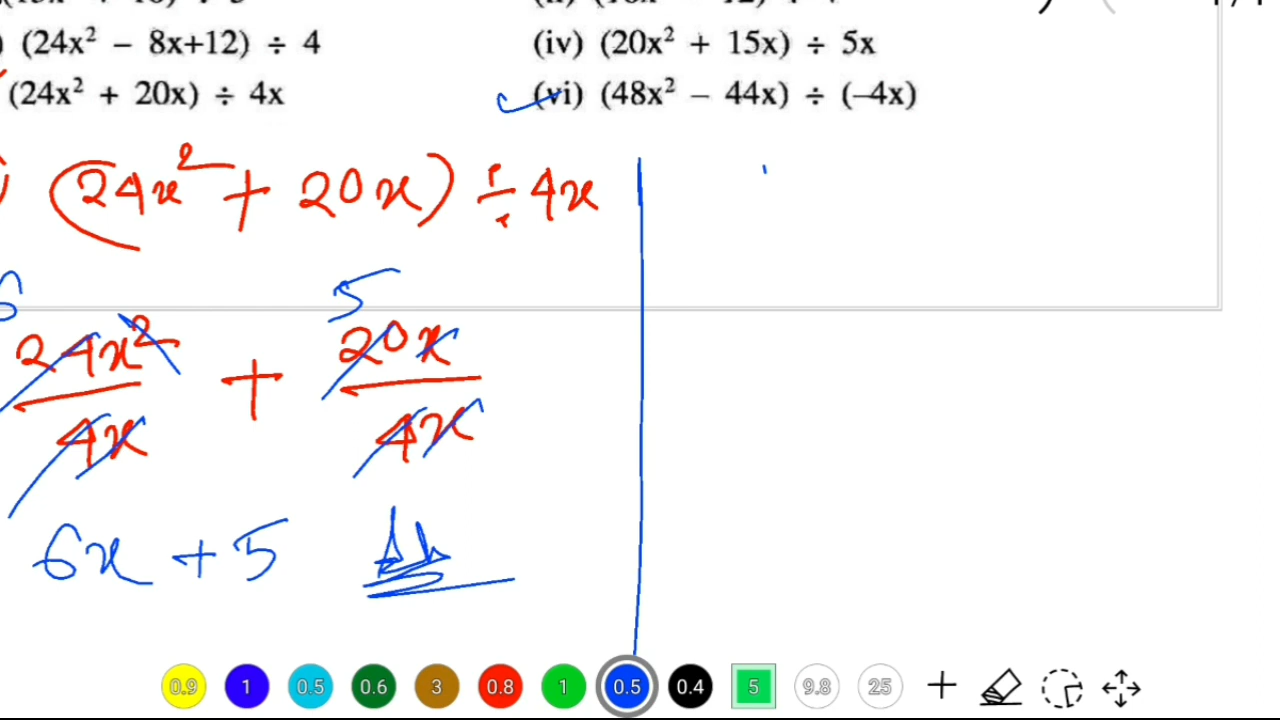 (24x² – 8x+12) ÷ 4
(iv) (20x² + 15x) ÷ 5x
(24x² + 20x) ÷ 4x
(vi) (48x² – 44x) ÷ (–4x)
(24x² + 20x) ÷ 4x
6 5
24x² + 20x
4x 4x
6x + 5
0.9 1 0.5 0.6 3 0.8 1 0.5 0.4 5 9.8 25